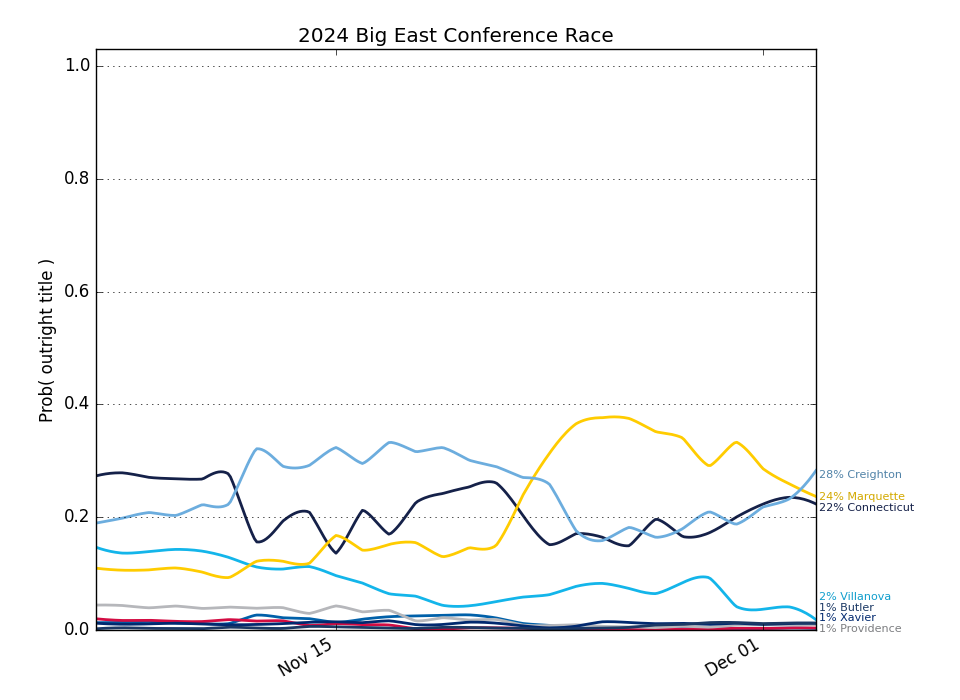 2024 Big East Conference Race
Prob( outright title )
1.0
0.8
0.6
0.4
0.2
0.0
Nov 15
Dec 01
28% Creighton
24% Marquette
22% Connecticut
2% Villanova
1% Butler
1% Xavier
1% Providence